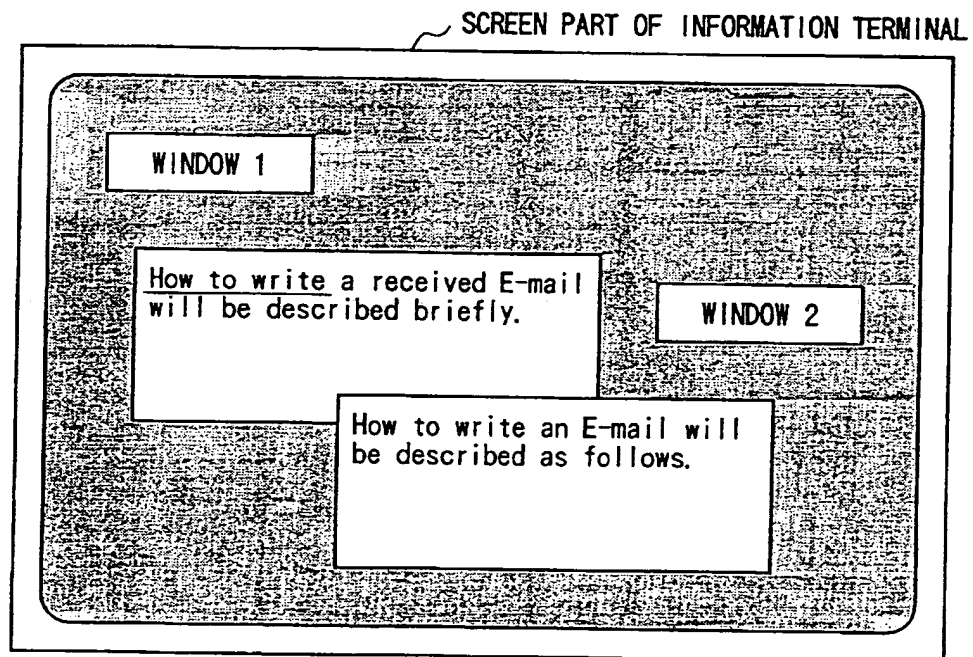 SCREEN PART OF INFORMATION TERMINAL
WINDOW 1
How to write a received E-mail
will be described briefly.
WINDOW 2
How to write an E-mail will
be described as follows.